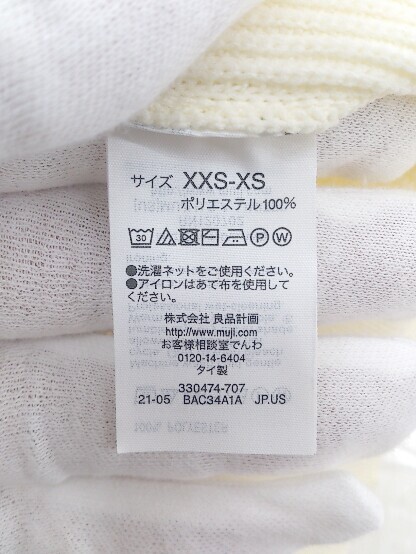 サイズ XXS-XS
ポリエステル100%
30 P W
●洗濯ネットをご使用ください。
●アイロンはあて布を使用して
ください。
株式会社 良品計画
http://www.muji.com/
お客様相談室でんわ
0120-14-6404
タイ製
330474-707
21-05 BAC34A1A JP.US
100% POLYESTER